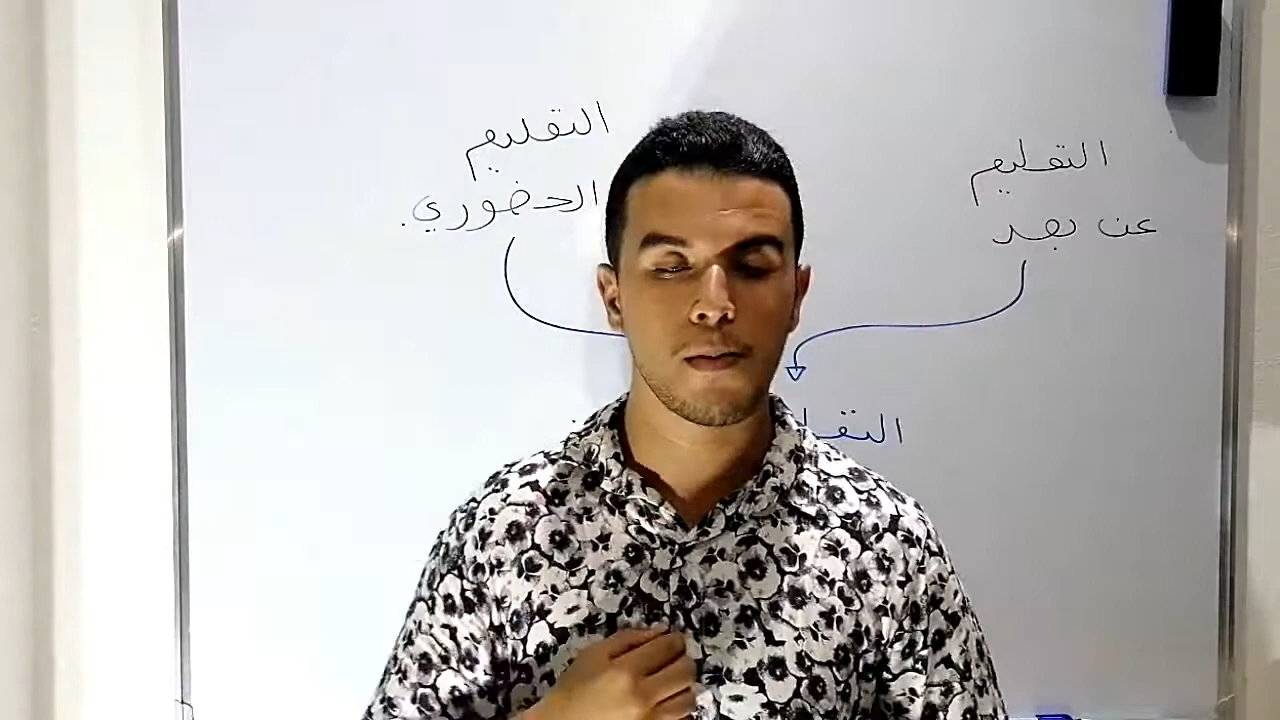 التعليم
عن بعد
التعليم
الحضوري.